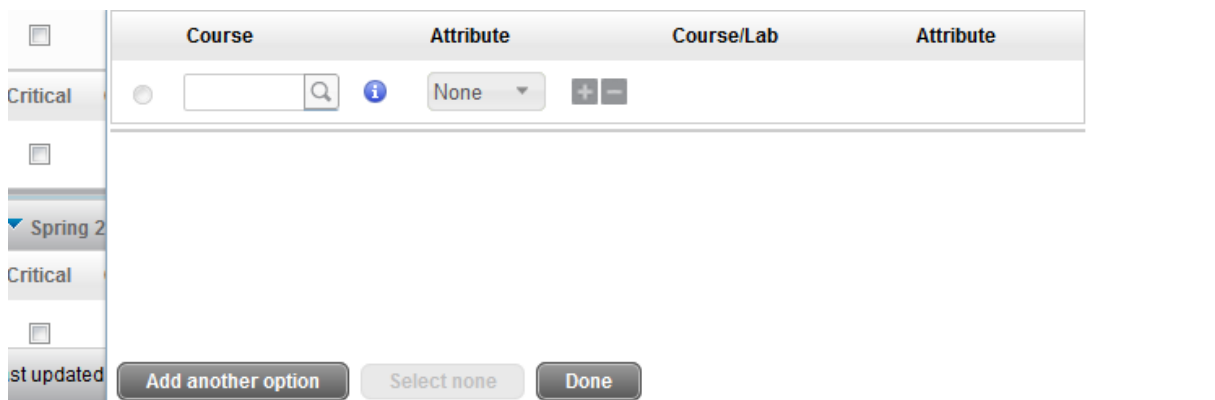 Course Attribute Course/Lab Attribute
Critical
None
Spring 2
Critical
st updated
Add another option Select none Done